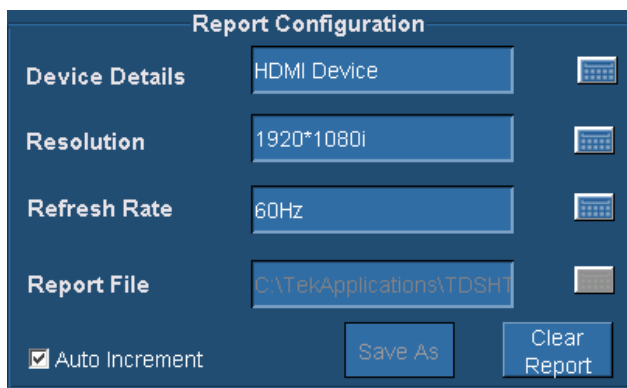 Report Configuration
Device Details HDMI Device
Resolution 1920*1080i
Refresh Rate 60Hz
Report File C:\TekApplications\TDSHT
Auto Increment Save As Clear
Report